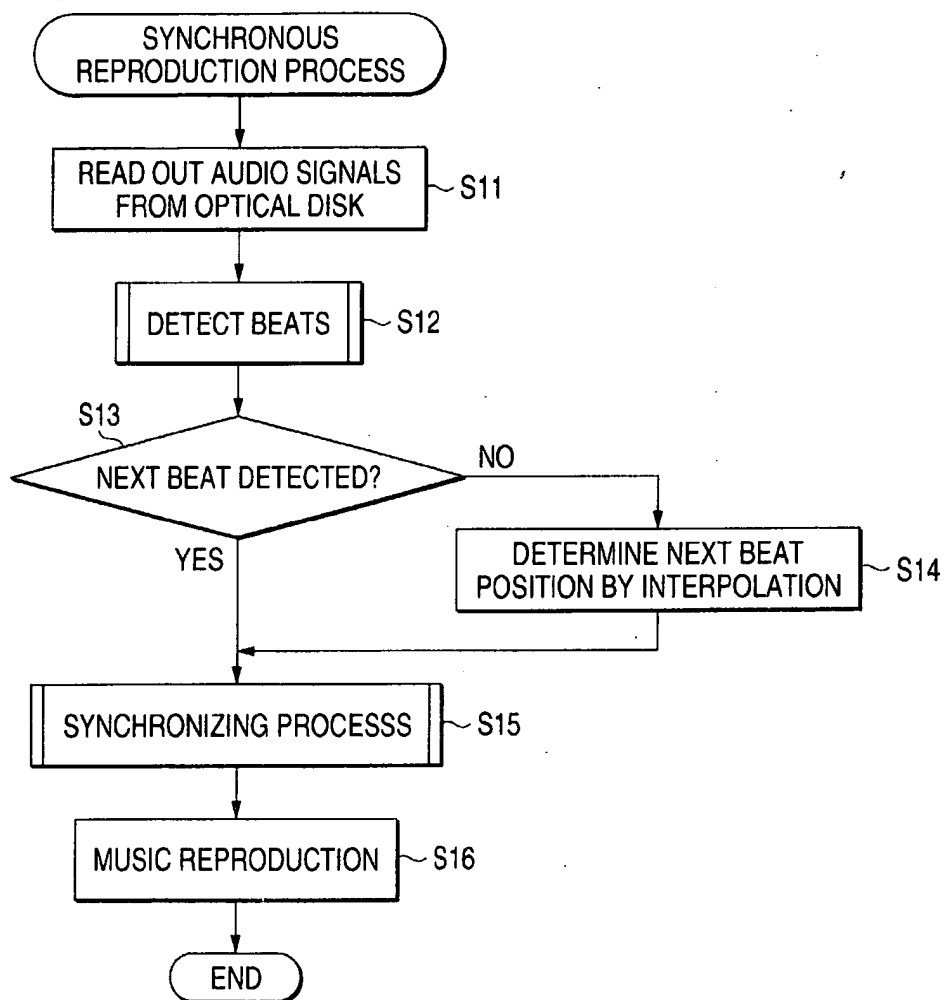 SYNCHRONOUS
REPRODUCTION PROCESS
READ OUT AUDIO SIGNALS
FROM OPTICAL DISK
S11
DETECT BEATS
S12
S13
NEXT BEAT DETECTED?
NO
YES
DETERMINE NEXT BEAT
POSITION BY INTERPOLATION
S14
SYNCHRONIZING PROCESSS
S15
MUSIC REPRODUCTION
S16
END